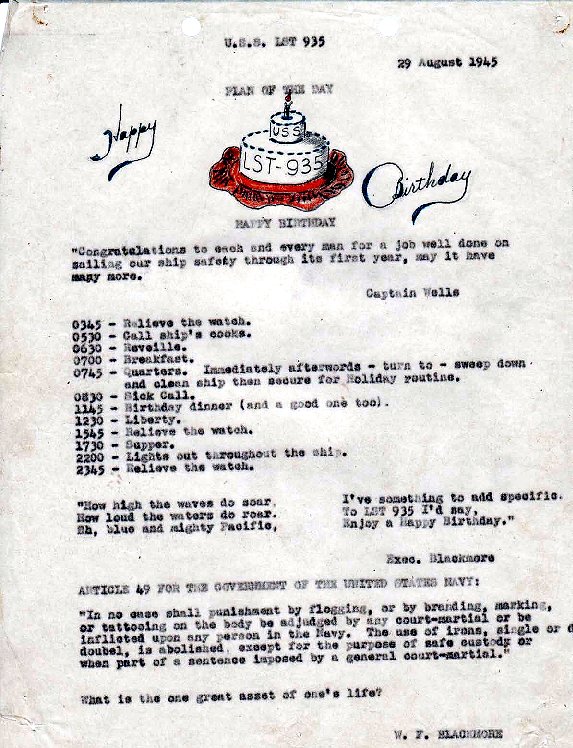 U.S.S. LST 935
29 August 1945
PLAN OF THE DAY
Happy
USS
LST-935
Birthday
HAPPY BIRTHDAY
"Congratelations to each and every man for a job well done on
sailing our ship safety through its first year, may it have
many more.
Captain Wells
0345 - Relieve the watch.
0530 - Call ship's cooks.
0630 - Reveille.
0700 - Breakfast.
0745 - Quarters. Immediately afterwords - turn to - sweep down
and clean ship then secure for Holiday routine.
0830 - Sick Call.
1145 - Birthday dinner (and a good one too).
1230 - Liberty.
1545 - Relieve the watch.
1730 - Supper.
2200 - Lights out throughout the ship.
2345 - Relieve the watch.
"How high the waves do soar,
How loud the waters do roar.
Eh, blue and mighty Pacific,
I've something to add specific.
To LST 935 I'd say,
Enjoy a Happy Birthday."
Exec. Blackmore
ARTICLE 49 FOR THE GOVERNMENT OF THE UNITED STATES NAVY:
"In no case shall punishment by flogging, or by branding, marking,
or tattooing on the body be adjudged by any court-martial or be
inflicted upon any person in the Navy. The use of irons, single or d
doubel, is abolished except for the purpose of safe custody or
when part of a sentence imposed by a general court-martial."
What is the one great asset of one's life?
W. F. BLACKMORE